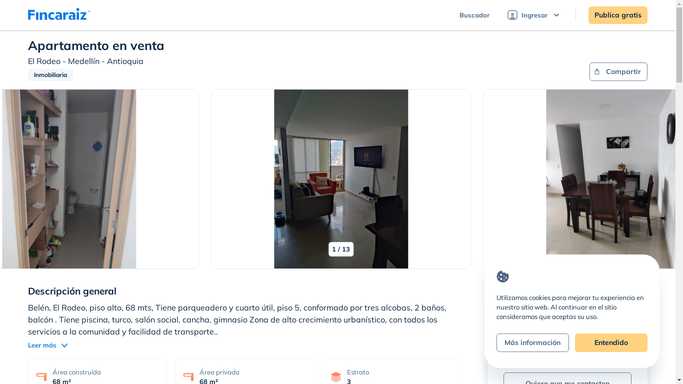 Fincaraiz
Buscador
Ingresar
Publica gratis
Apartamento en venta
El Rodeo - Medellín - Antioquia
Inmobiliaria
Compartir
1 / 13
Descripción general
Belén, El Rodeo, piso alto, 68 mts, Tiene parqueadero y cuarto útil, piso 5, conformado por tres alcobas, 2 baños,
balcón . Tiene piscina, turco, salón social, cancha, gimnasio Zona de alto crecimiento urbanístico, con todos los
servicios a la comunidad y facilidad de transporte..
Leer más
Área construida
68 m²
Área privada
68 m²
Estrato
3
Utilizamos cookies para mejorar tu experiencia en
nuestro sitio web. Al continuar en el sitio
consideramos que aceptas su uso.
Más información
Entendido
Quiero que me contacten